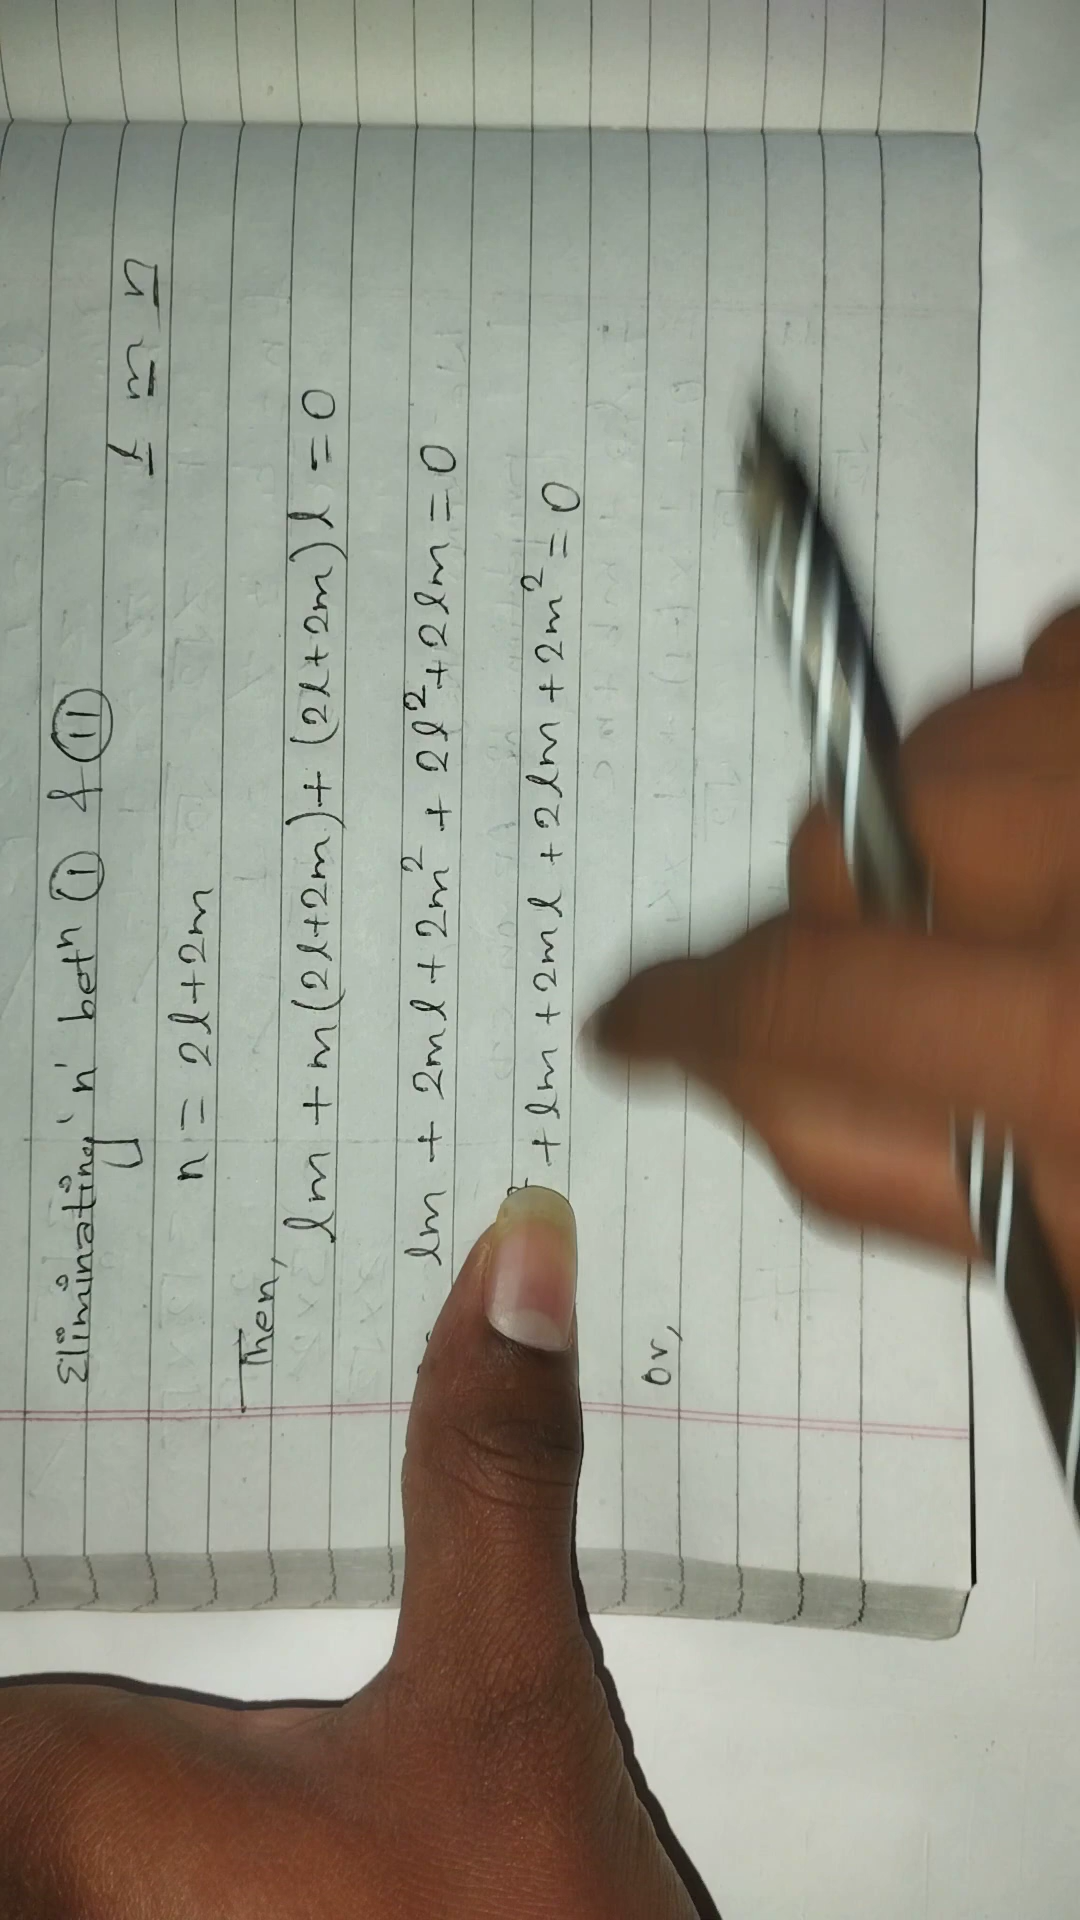 Eliminating 'n' both (i) & (ii)
l m n
n = 2l+2m
Then,
lm + m(2l+2m)+(2l+2m)l = 0
lm + 2ml+2m² + 2l²+2lm=0
+lm+2ml+2lm+2m²=0
or,